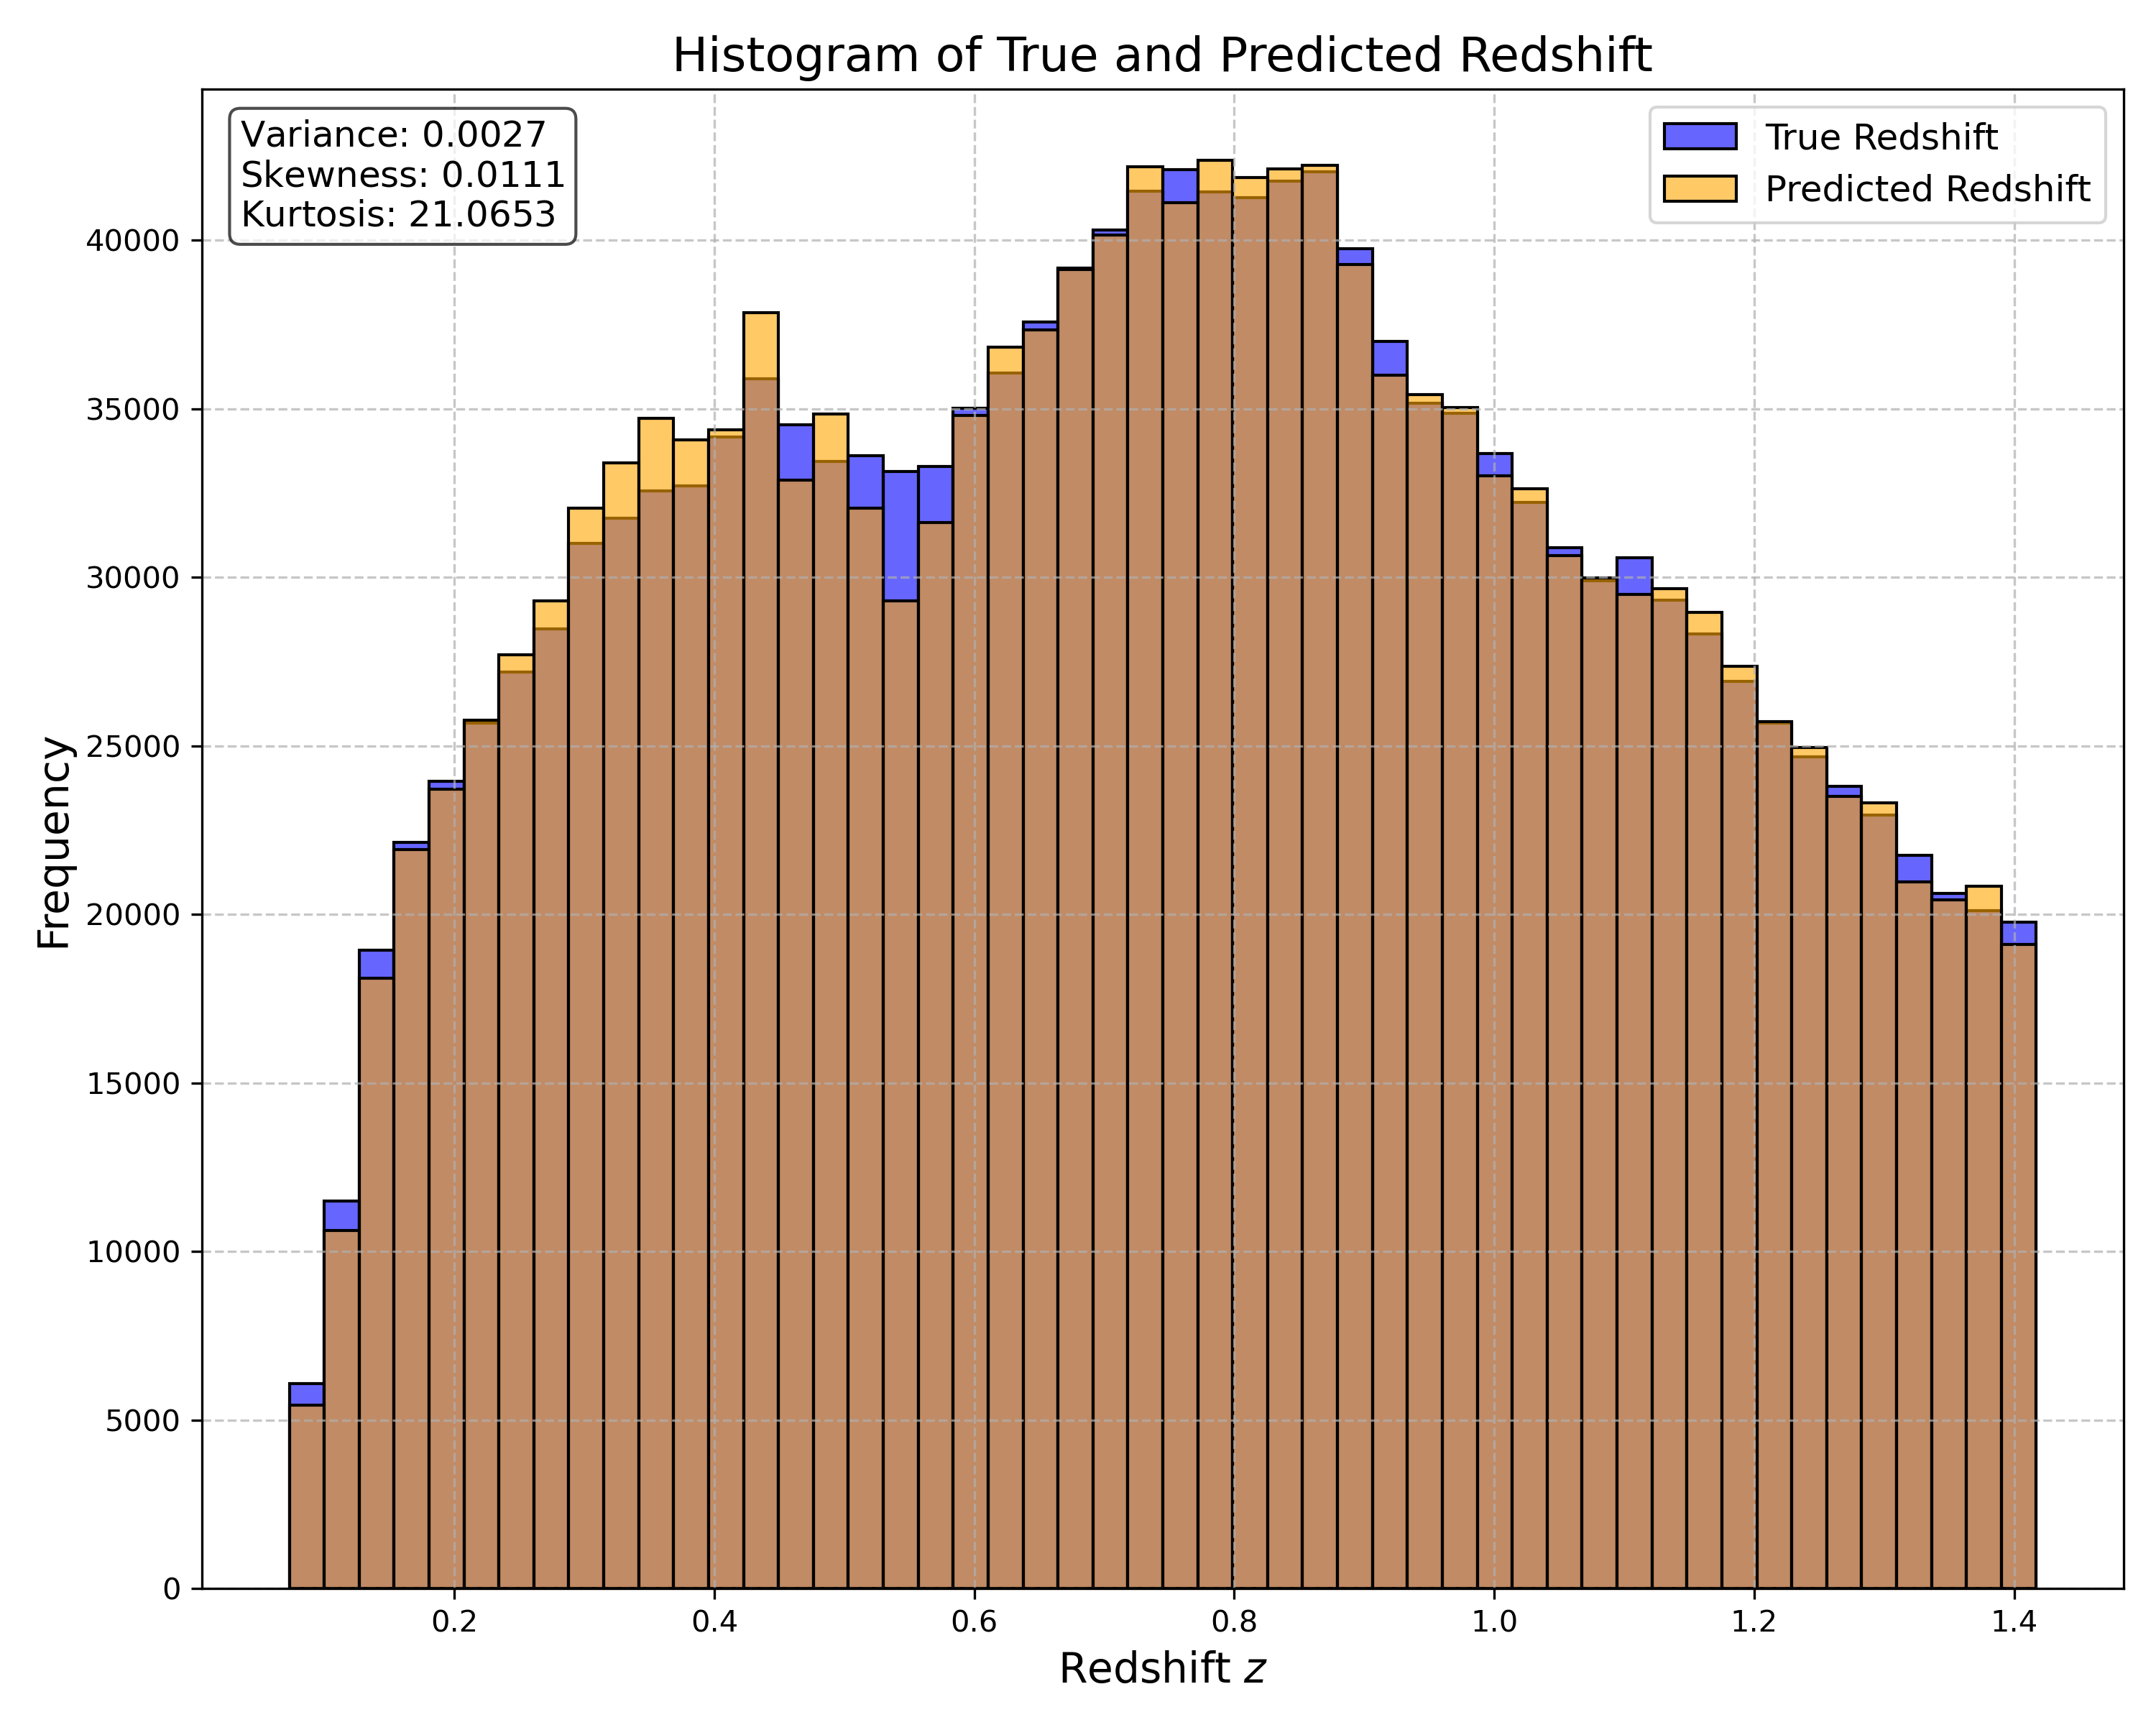 Histogram of True and Predicted Redshift
Variance: 0.0027
Skewness: 0.0111
Kurtosis: 21.0653
True Redshift
Predicted Redshift
Frequency
40000
35000
30000
25000
20000
15000
10000
5000
0
0.2
0.4
0.6
0.8
1.0
1.2
1.4
Redshift z